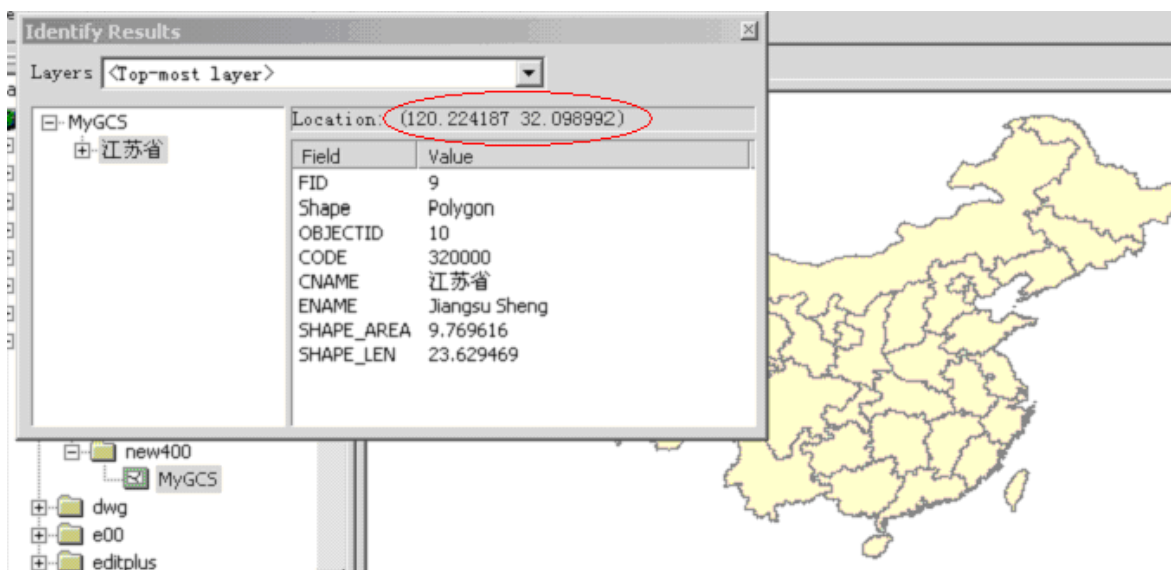 Identify Results
Layers <Top-most layer>
MyGCS
江苏省
Location: (120.224187 32.098992)
Field Value
FID 9
Shape Polygon
OBJECTID 10
CODE 320000
CNAME 江苏省
ENAME Jiangsu Sheng
SHAPE_AREA 9.769616
SHAPE_LEN 23.629469
new400
MyGCS
dwg
e00
editplus